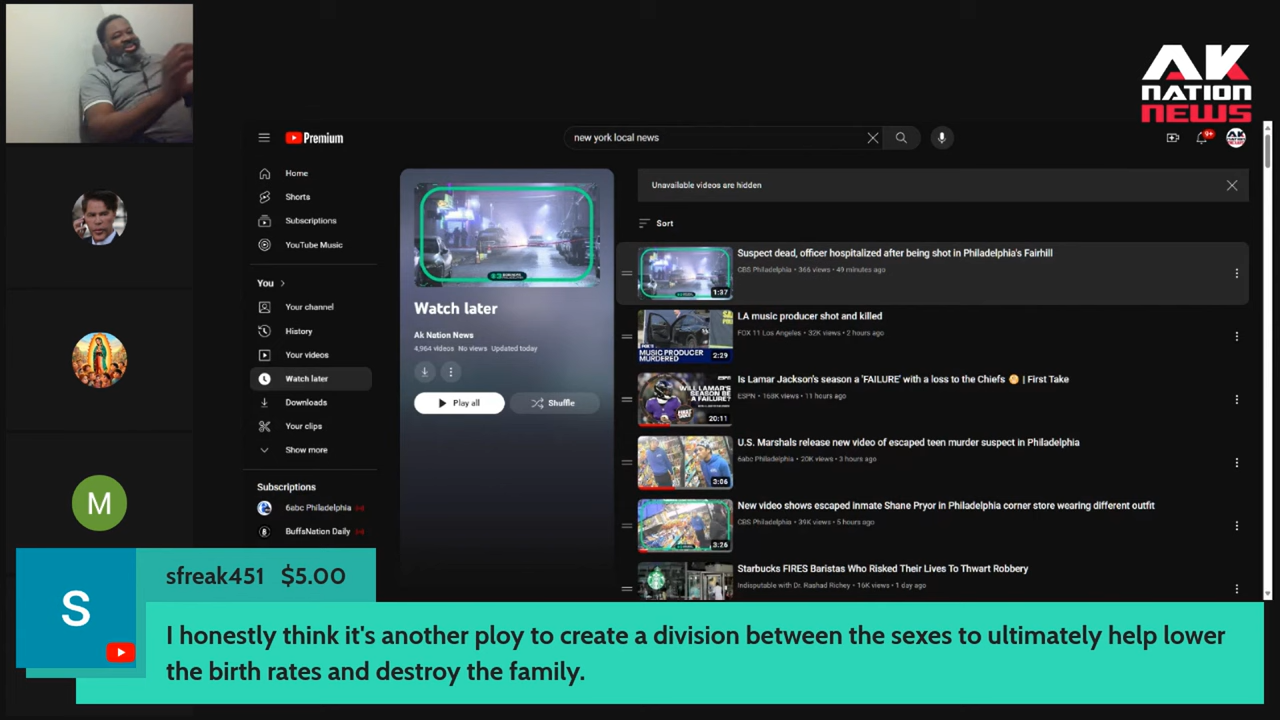 AK
NATION
NEWS
Premium
new york local news
9+
Home
Shorts
Subscriptions
YouTube Music
You
Your channel
History
Your videos
Watch later
Downloads
Your clips
Show more
Subscriptions
6abc Philadelphia
BuffsNation Daily
Watch later
Ak Nation News
4,964 videos No views Updated today
Play all
Shuffle
Unavailable videos are hidden
Sort
Suspect dead, officer hospitalized after being shot in Philadelphia's Fairhill
CBS Philadelphia • 366 views • 49 minutes ago
1:37
LA music producer shot and killed
FOX 11 Los Angeles • 32K views • 2 hours ago
MUSIC PRODUCER
MURDERED
2:29
Is Lamar Jackson's season a 'FAILURE' with a loss to the Chiefs 🤔 | First Take
ESPN • 168K views • 11 hours ago
WILL LAMAR'S
SEASON BE
A FAILURE?
20:11
U.S. Marshals release new video of escaped teen murder suspect in Philadelphia
6abc Philadelphia • 20K views • 3 hours ago
3:06
New video shows escaped inmate Shane Pryor in Philadelphia corner store wearing different outfit
CBS Philadelphia • 39K views • 5 hours ago
3:26
Starbucks FIRES Baristas Who Risked Their Lives To Thwart Robbery
Indisputable with Dr. Rashad Richey • 16K views • 1 day ago
M
S
sfreak451 $5.00
I honestly think it's another ploy to create a division between the sexes to ultimately help lower
the birth rates and destroy the family.